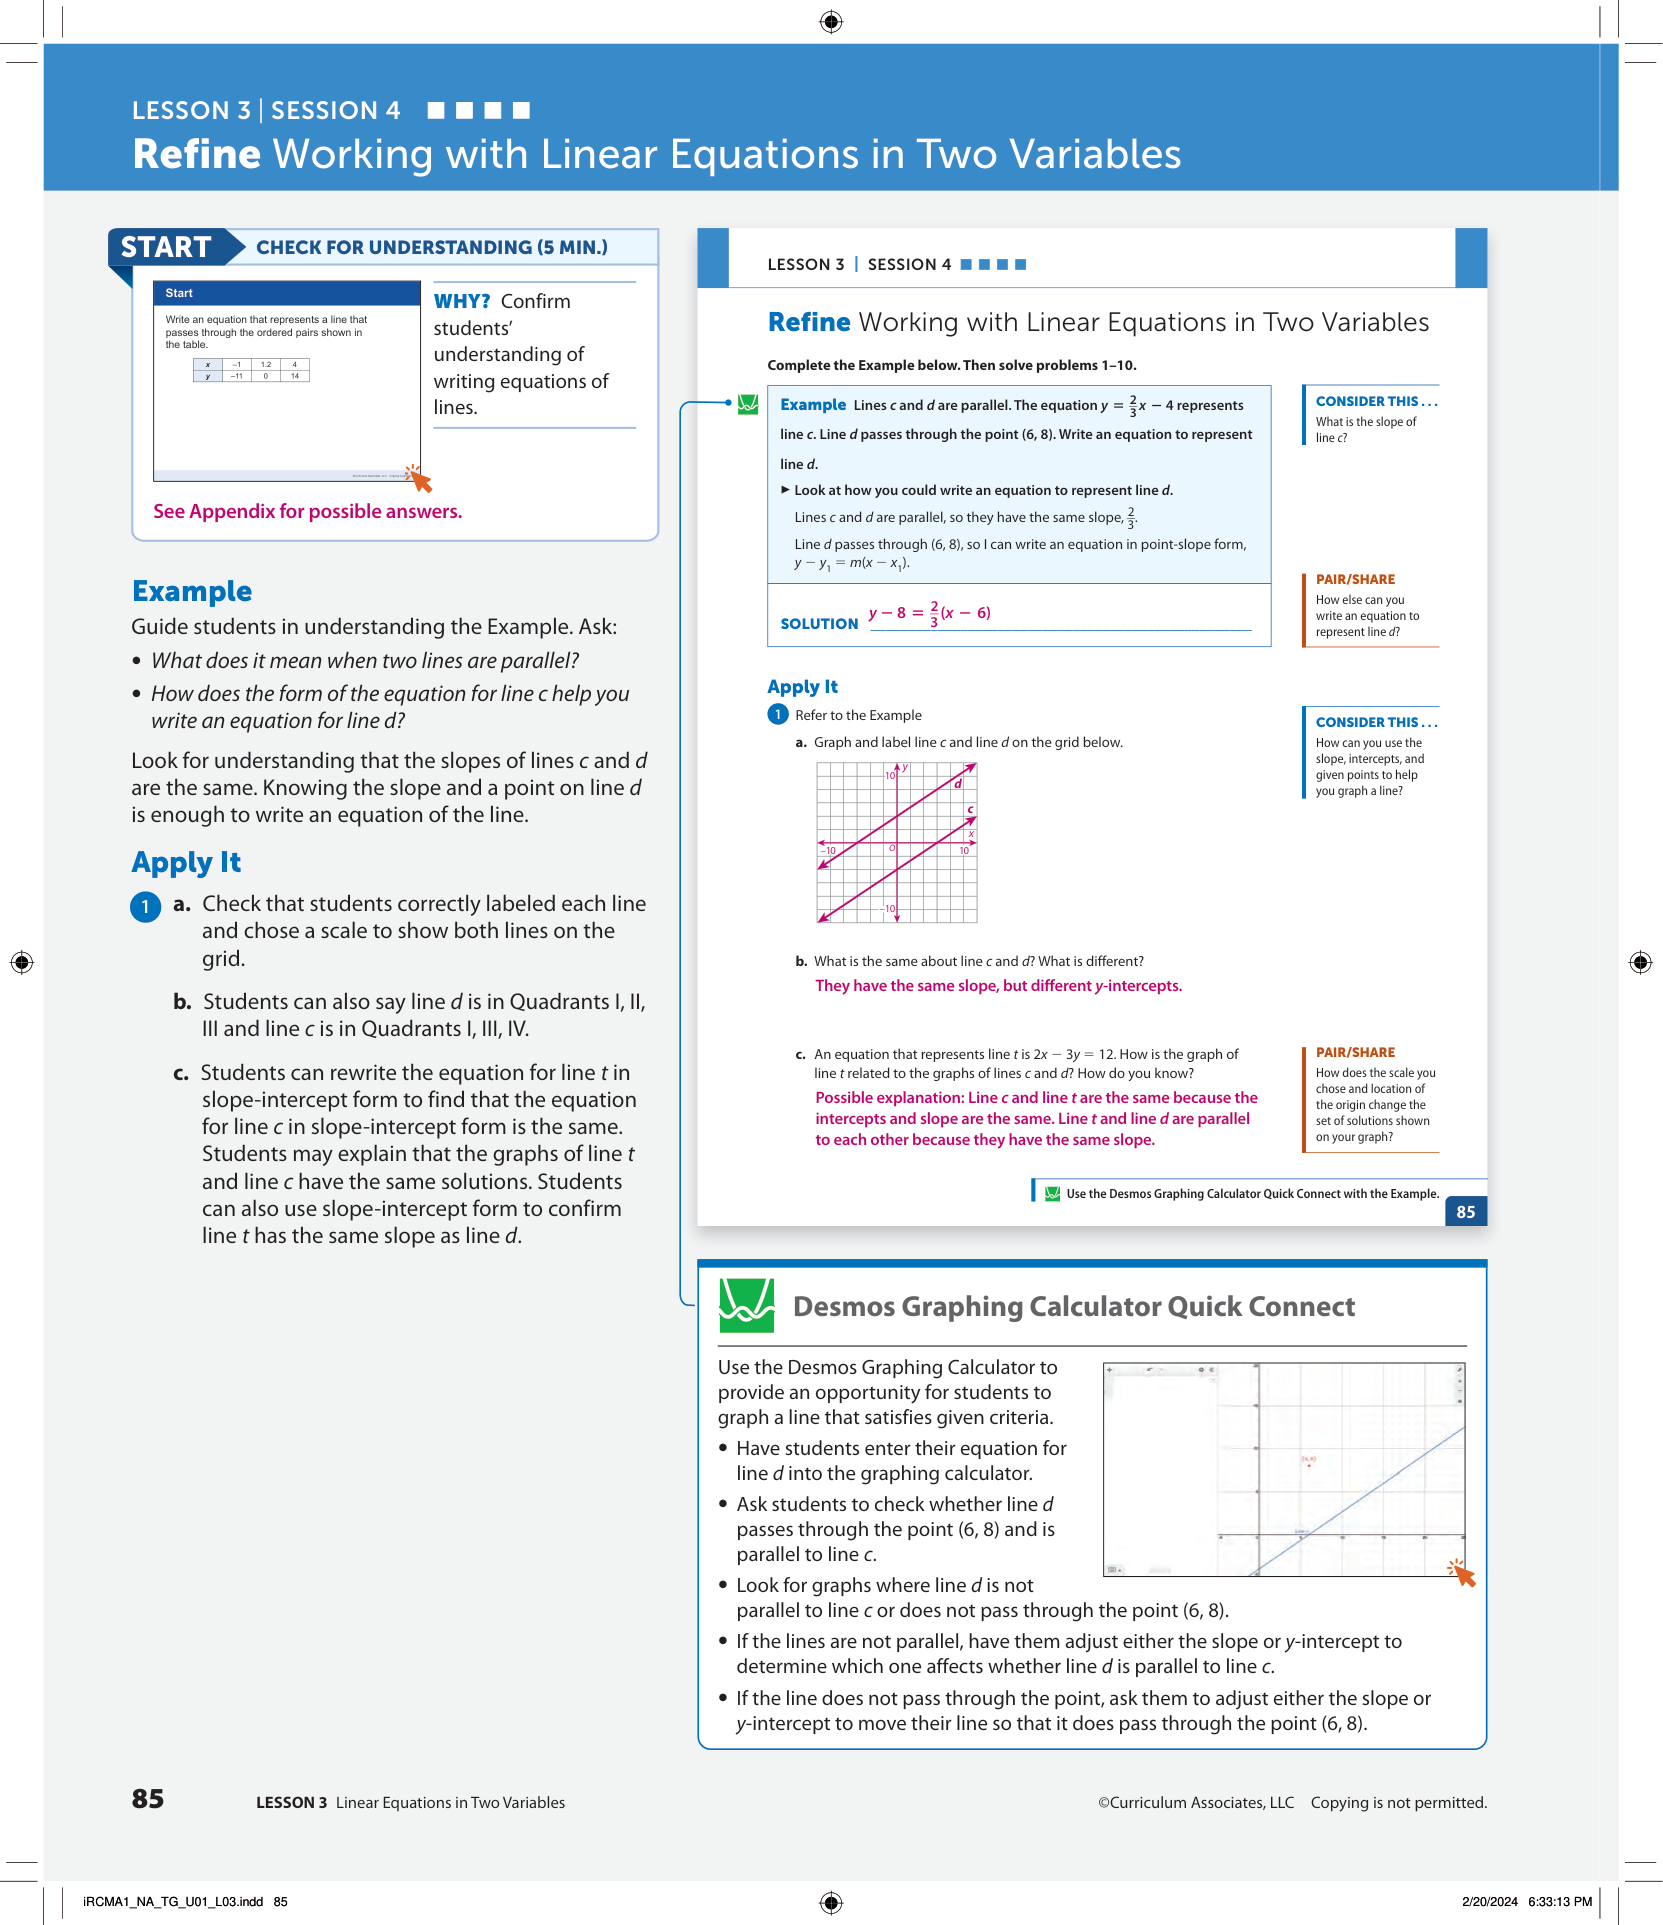 LESSON 3 | SESSION 4
Refine Working with Linear Equations in Two Variables
START
CHECK FOR UNDERSTANDING (5 MIN.)
Start
Write an equation that represents a line that
passes through the ordered pairs shown in
the table.
x −1 1.2 4
y −11 0 14
WHY? Confirm
students’
understanding of
writing equations of
lines.
See Appendix for possible answers.
Example
Guide students in understanding the Example. Ask:
• What does it mean when two lines are parallel?
• How does the form of the equation for line c help you
write an equation for line d?
Look for understanding that the slopes of lines c and d
are the same. Knowing the slope and a point on line d
is enough to write an equation of the line.
Apply It
1 a. Check that students correctly labeled each line
and chose a scale to show both lines on the
grid.
b. Students can also say line d is in Quadrants I, II,
III and line c is in Quadrants I, III, IV.
c. Students can rewrite the equation for line t in
slope-intercept form to find that the equation
for line c in slope-intercept form is the same.
Students may explain that the graphs of line t
and line c have the same solutions. Students
can also use slope-intercept form to confirm
line t has the same slope as line d.
LESSON 3 | SESSION 4
Refine Working with Linear Equations in Two Variables
Complete the Example below. Then solve problems 1–10.
Example Lines c and d are parallel. The equation y = 2/3 x − 4 represents
line c. Line d passes through the point (6, 8). Write an equation to represent
line d.
▶ Look at how you could write an equation to represent line d.
Lines c and d are parallel, so they have the same slope, 2/3.
Line d passes through (6, 8), so I can write an equation in point-slope form,
y − y₁ = m(x − x₁).
SOLUTION y − 8 = 2/3 (x − 6)
CONSIDER THIS . . .
What is the slope of
line c?
PAIR/SHARE
How else can you
write an equation to
represent line d?
Apply It
1 Refer to the Example
a. Graph and label line c and line d on the grid below.
10 y
d
c
x
−10 O 10
−10
CONSIDER THIS . . .
How can you use the
slope, intercepts, and
given points to help
you graph a line?
b. What is the same about line c and d? What is different?
They have the same slope, but different y-intercepts.
c. An equation that represents line t is 2x − 3y = 12. How is the graph of
line t related to the graphs of lines c and d? How do you know?
Possible explanation: Line c and line t are the same because the
intercepts and slope are the same. Line t and line d are parallel
to each other because they have the same slope.
PAIR/SHARE
How does the scale you
chose and location of
the origin change the
set of solutions shown
on your graph?
Use the Desmos Graphing Calculator Quick Connect with the Example.
85
Desmos Graphing Calculator Quick Connect
Use the Desmos Graphing Calculator to
provide an opportunity for students to
graph a line that satisfies given criteria.
• Have students enter their equation for
line d into the graphing calculator.
• Ask students to check whether line d
passes through the point (6, 8) and is
parallel to line c.
• Look for graphs where line d is not
parallel to line c or does not pass through the point (6, 8).
• If the lines are not parallel, have them adjust either the slope or y-intercept to
determine which one affects whether line d is parallel to line c.
• If the line does not pass through the point, ask them to adjust either the slope or
y-intercept to move their line so that it does pass through the point (6, 8).
(6, 8)
85
LESSON 3 Linear Equations in Two Variables
©Curriculum Associates, LLC Copying is not permitted.
iRCMA1_NA_TG_U01_L03.indd 85
2/20/2024 6:33:13 PM